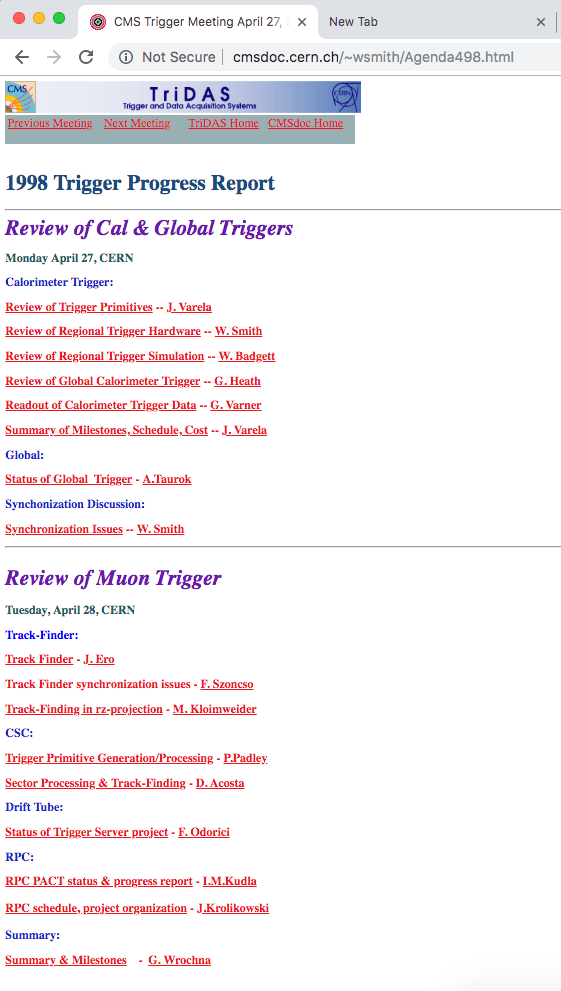 CMS Trigger Meeting April 27,
New Tab
Not Secure | cmsdoc.cern.ch/~wsmith/Agenda498.html
CMS
TriDAS
Trigger and Data Acquisition Systems
CERN
Previous Meeting Next Meeting TriDAS Home CMSdoc Home
1998 Trigger Progress Report
Review of Cal & Global Triggers
Monday April 27, CERN
Calorimeter Trigger:
Review of Trigger Primitives -- J. Varela
Review of Regional Trigger Hardware -- W. Smith
Review of Regional Trigger Simulation -- W. Badgett
Review of Global Calorimeter Trigger -- G. Heath
Readout of Calorimeter Trigger Data -- G. Varner
Summary of Milestones, Schedule, Cost -- J. Varela
Global:
Status of Global  Trigger - A.Taurok
Synchonization Discussion:
Synchronization Issues -- W. Smith
Review of Muon Trigger
Tuesday, April 28, CERN
Track-Finder:
Track Finder - J. Ero
Track Finder synchronization issues - F. Szoncso
Track-Finding in rz-projection - M. Kloimweider
CSC:
Trigger Primitive Generation/Processing - P.Padley
Sector Processing & Track-Finding - D. Acosta
Drift Tube:
Status of Trigger Server project - F. Odorici
RPC:
RPC PACT status & progress report - I.M.Kudla
RPC schedule, project organization - J.Krolikowski
Summary:
Summary & Milestones - G. Wrochna